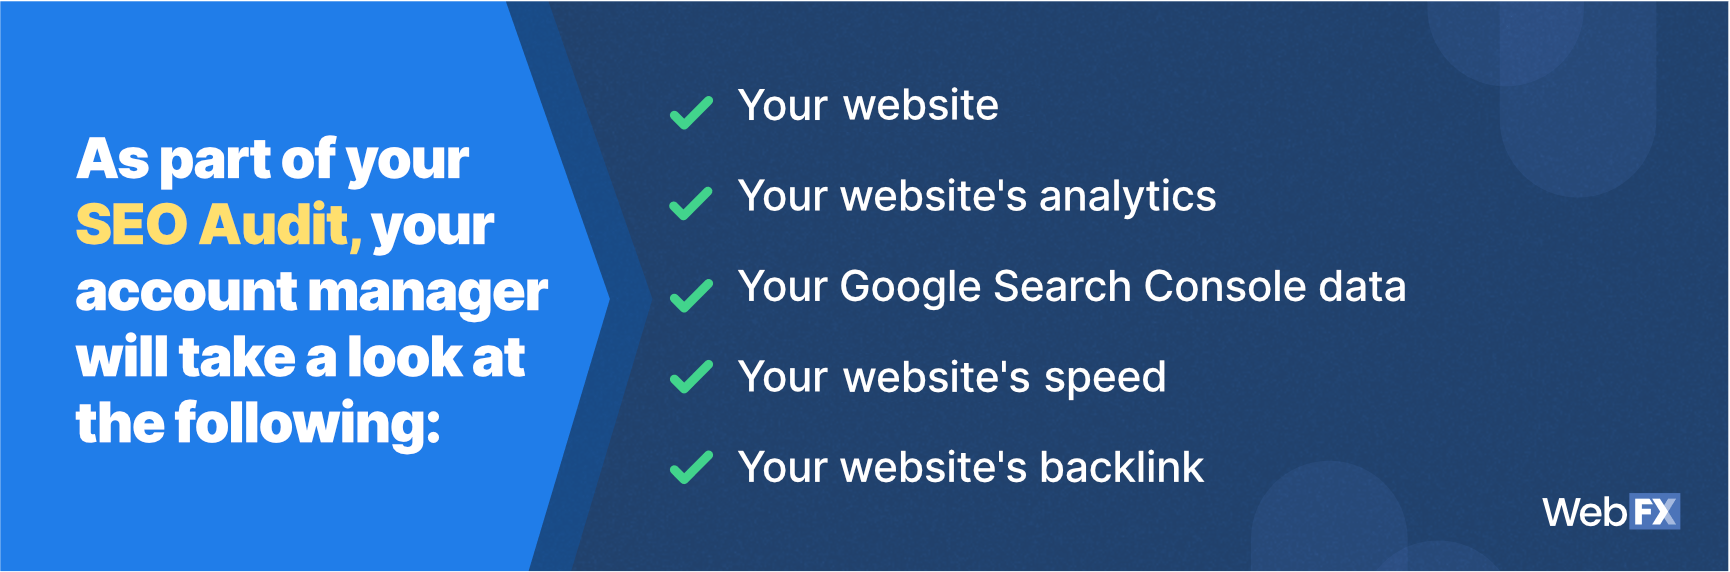 As part of your
SEO Audit, your
account manager
will take a look at
the following:
Your website
Your website's analytics
Your Google Search Console data
Your website's speed
Your website's backlink
WebFX